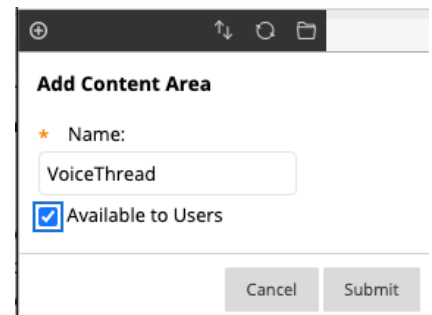 Add Content Area
* Name:
VoiceThread
Available to Users
Cancel Submit